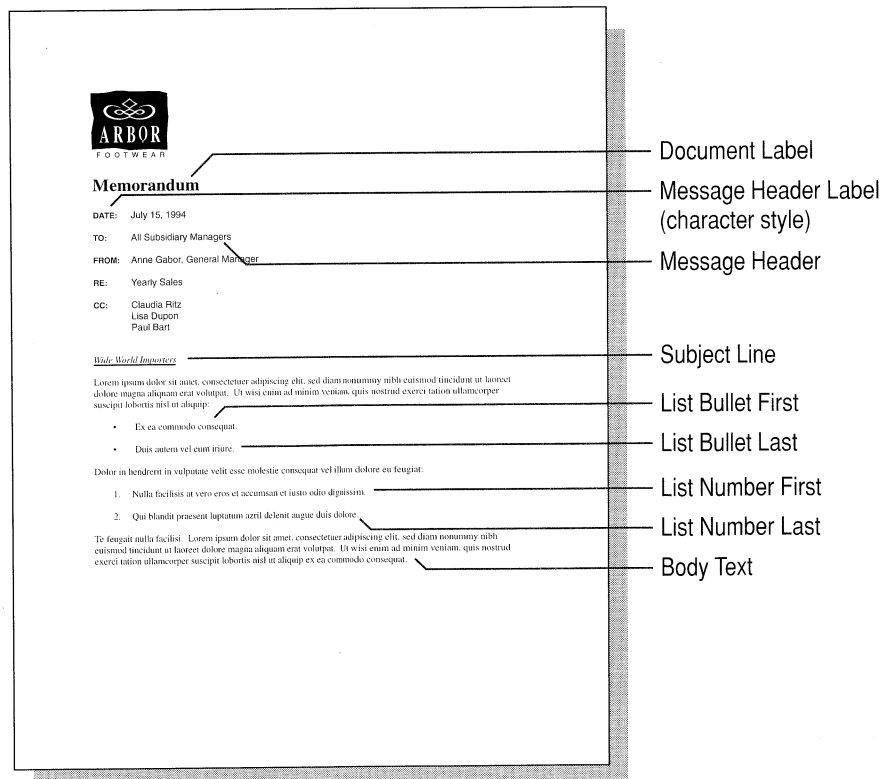 ARBOR
FOOTWEAR
Memorandum
DATE: July 15, 1994
TO: All Subsidiary Managers
FROM: Anne Gabor, General Manager
RE: Yearly Sales
CC: Claudia Ritz
Lisa Dupon
Paul Bart
Wide World Importers
Lorem ipsum dolor sit amet, consectetuer adipiscing elit, sed diam nonummy nibh euismod tincidunt ut laoreet
dolore magna aliquam erat volutpat. Ut wisi enim ad minim veniam, quis nostrud exerci tation ullamcorper
suscipit lobortis nisl ut aliquip:
• Ex ea commodo consequat.
• Duis autem vel eum iriure.
Dolor in hendrerit in vulputate velit esse molestie consequat vel illum dolore eu feugiat:
1. Nulla facilisis at vero eros et accumsan et iusto odio dignissim.
2. Qui blandit praesent luptatum azril delenit augue duis dolore.
Te feugait nulla facilisi. Lorem ipsum dolor sit amet, consectetuer adipiscing elit, sed diam nonummy nibh
euismod tincidunt ut laoreet dolore magna aliquam erat volutpat. Ut wisi enim ad minim veniam, quis nostrud
exerci tation ullamcorper suscipit lobortis nisl ut aliquip ex ea commodo consequat.
Document Label
Message Header Label
(character style)
Message Header
Subject Line
List Bullet First
List Bullet Last
List Number First
List Number Last
Body Text